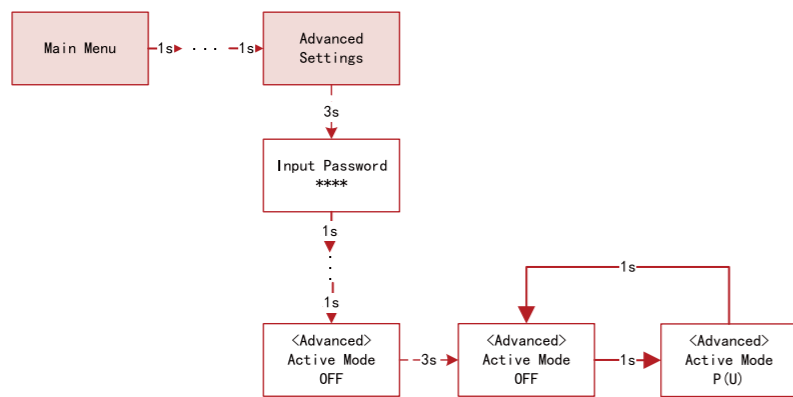 Main Menu
1s
···
1s
Advanced
Settings
3s
Input Password
****
1s
1s
<Advanced>
Active Mode
OFF
3s
<Advanced>
Active Mode
OFF
1s
<Advanced>
Active Mode
P(U)
1s